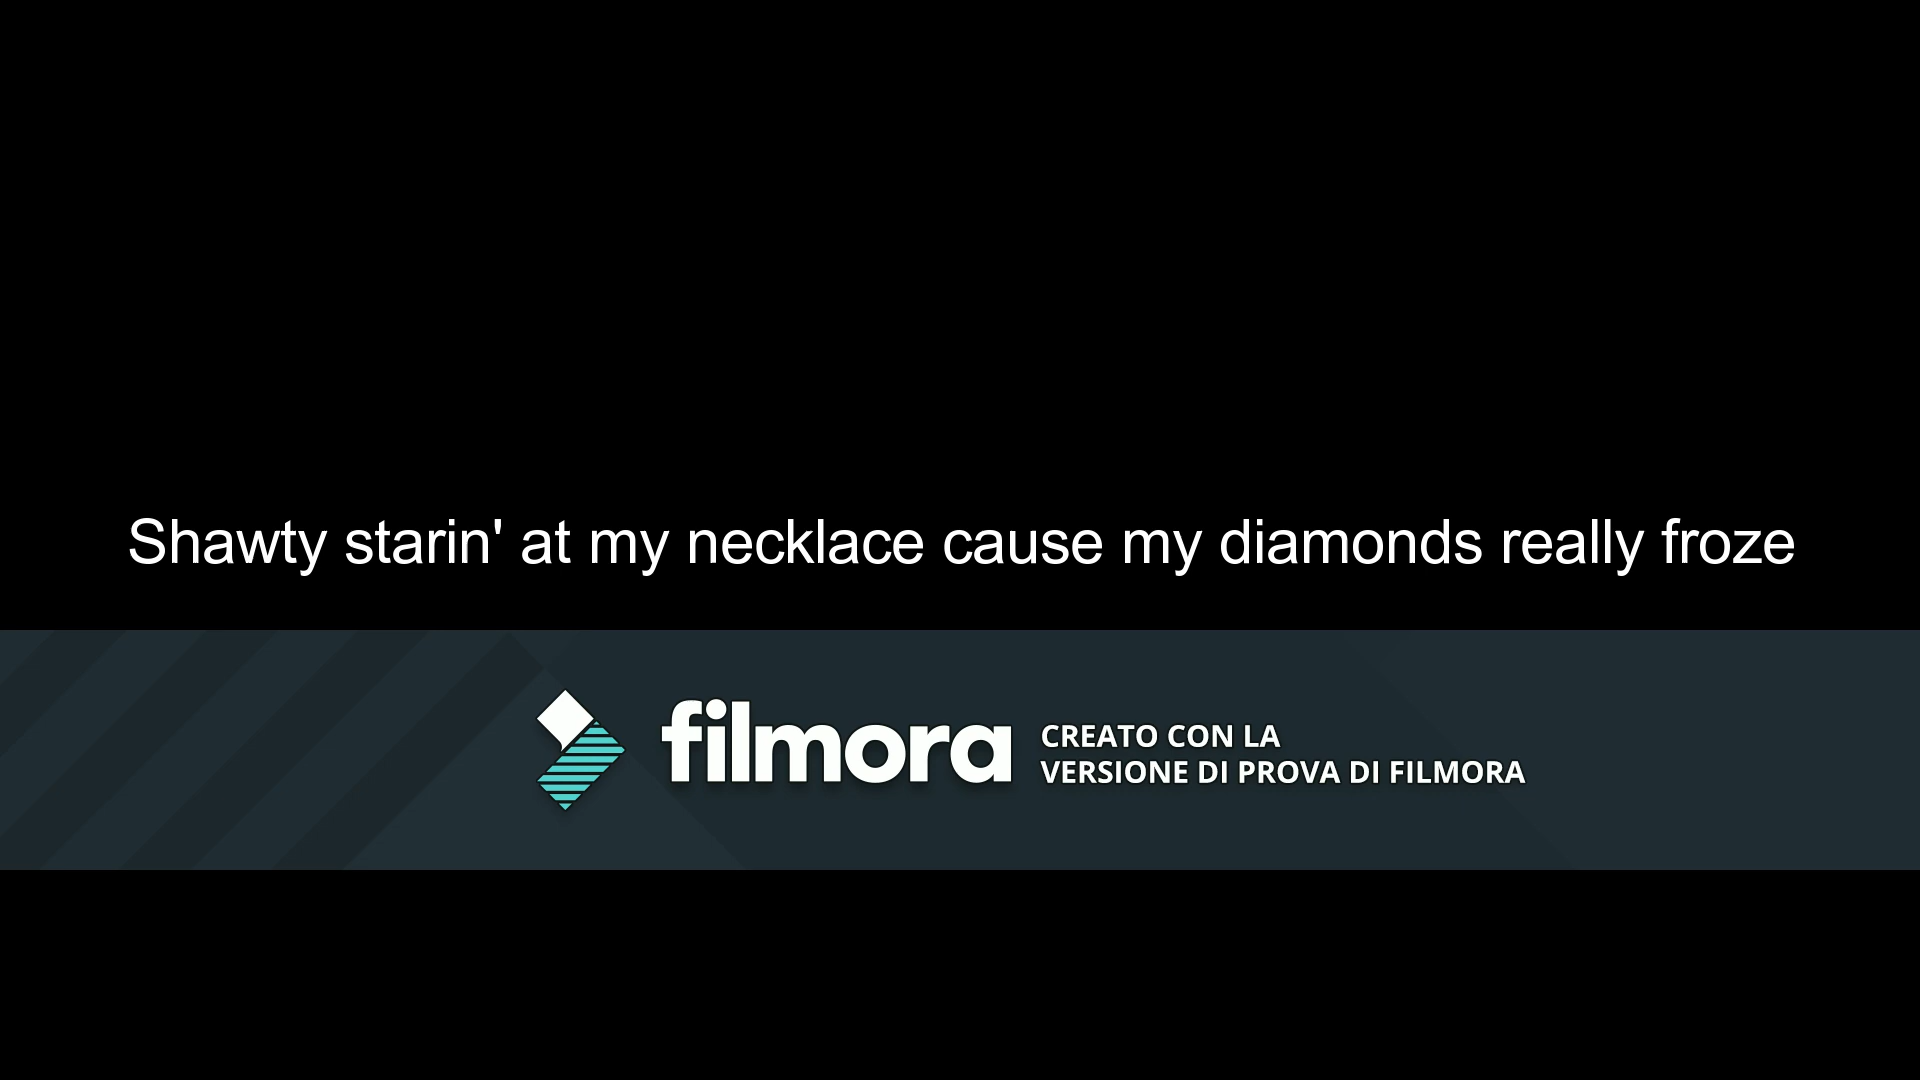 Shawty starin' at my necklace cause my diamonds really froze
filmora
CREATO CON LA
VERSIONE DI PROVA DI FILMORA